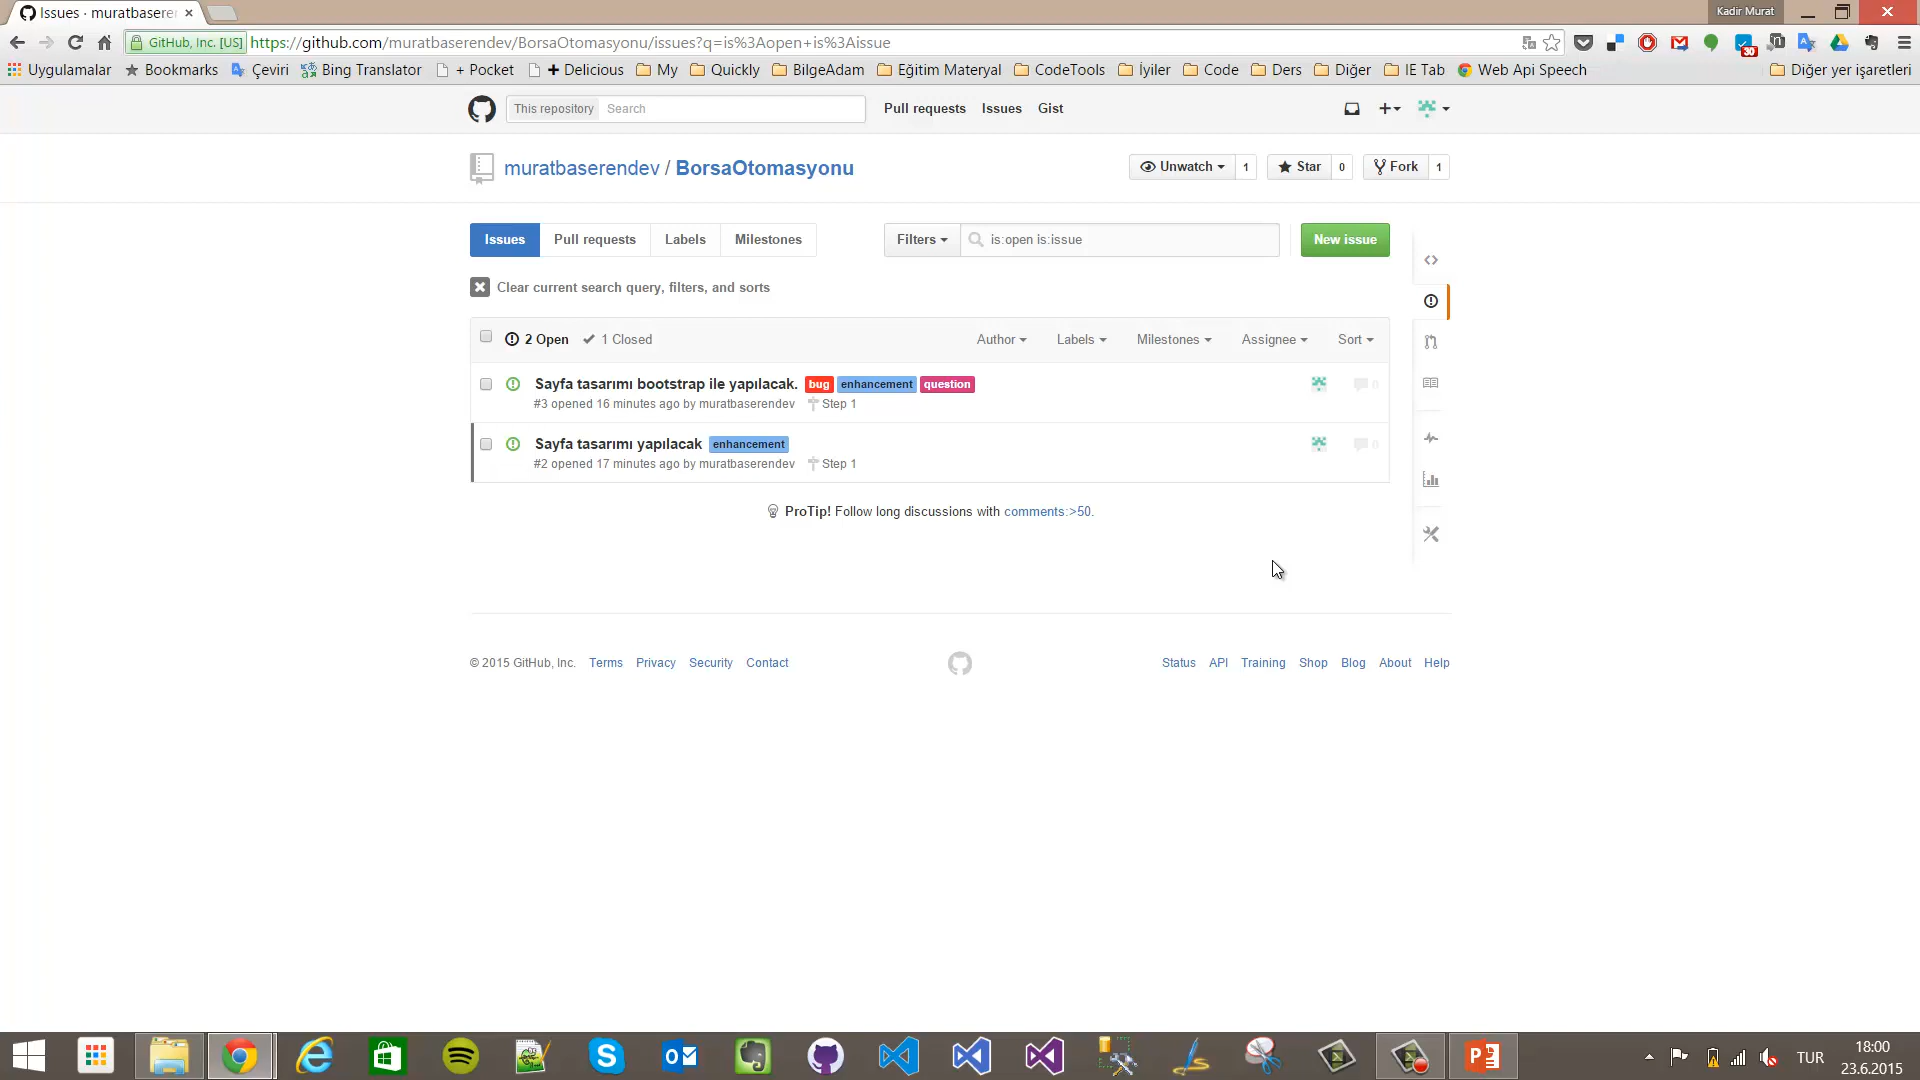 Issues · muratbaserer
Kadir Murat
GitHub, Inc. [US] https://github.com/muratbaserendev/BorsaOtomasyonu/issues?q=is%3Aopen+is%3Aissue
30
Uygulamalar Bookmarks Çeviri Bing Translator + Pocket + Delicious My Quickly BilgeAdam Eğitim Materyal CodeTools İyiler Code Ders Diğer IE Tab Web Api Speech Diğer yer işaretleri
This repository Search Pull requests Issues Gist
muratbaserendev / BorsaOtomasyonu Unwatch 1 Star 0 Fork 1
Issues Pull requests Labels Milestones Filters is:open is:issue New issue
Clear current search query, filters, and sorts
2 Open 1 Closed Author Labels Milestones Assignee Sort
Sayfa tasarımı bootstrap ile yapılacak. bug enhancement question 0
#3 opened 16 minutes ago by muratbaserendev Step 1
Sayfa tasarımı yapılacak enhancement 0
#2 opened 17 minutes ago by muratbaserendev Step 1
ProTip! Follow long discussions with comments:>50.
© 2015 GitHub, Inc. Terms Privacy Security Contact Status API Training Shop Blog About Help
TUR 18:00
23.6.2015